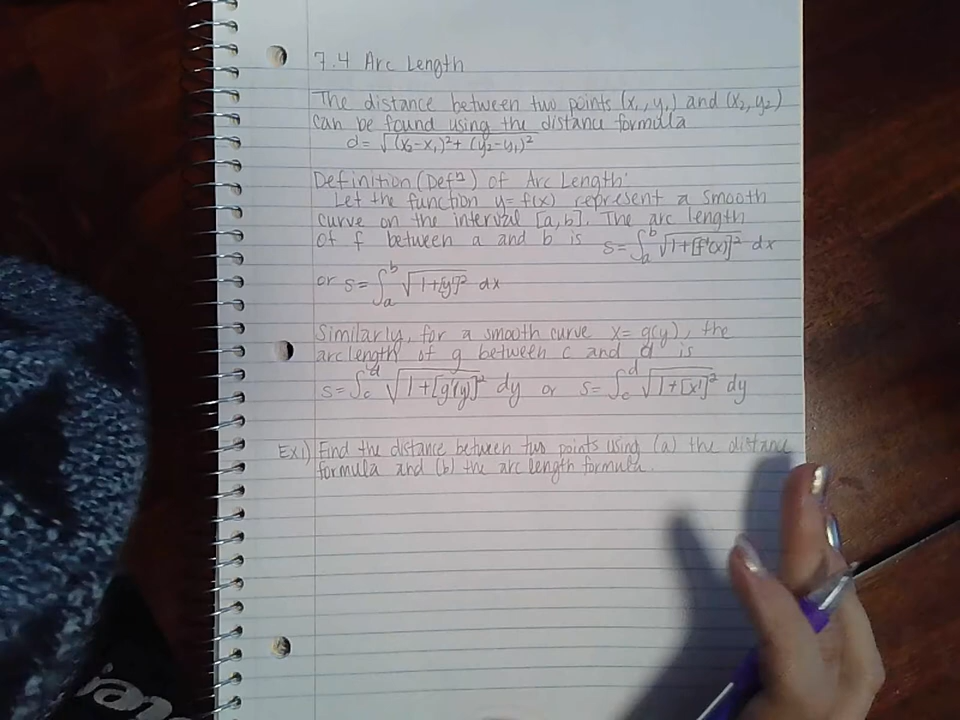 7.4 Arc Length
The distance between two points (x₁, y₁) and (x₂, y₂)
can be found using the distance formula
d = √(x₂-x₁)²+(y₂-y₁)²
Definition (Defⁿ) of Arc Length:
Let the function y = f(x) represent a smooth
curve on the interval [a,b]. The arc length
of f between a and b is s = ∫ₐᵇ √1+[f'(x)]² dx
or s = ∫ₐᵇ √1+[y']² dx
Similarly, for a smooth curve x = g(y), the
arc length of g between c and d is
s = ∫_c^d √1+[g'(y)]² dy or s = ∫_c^d √1+[x']² dy
Ex1) Find the distance between two points using (a) the distance
formula and (b) the arc length formula.